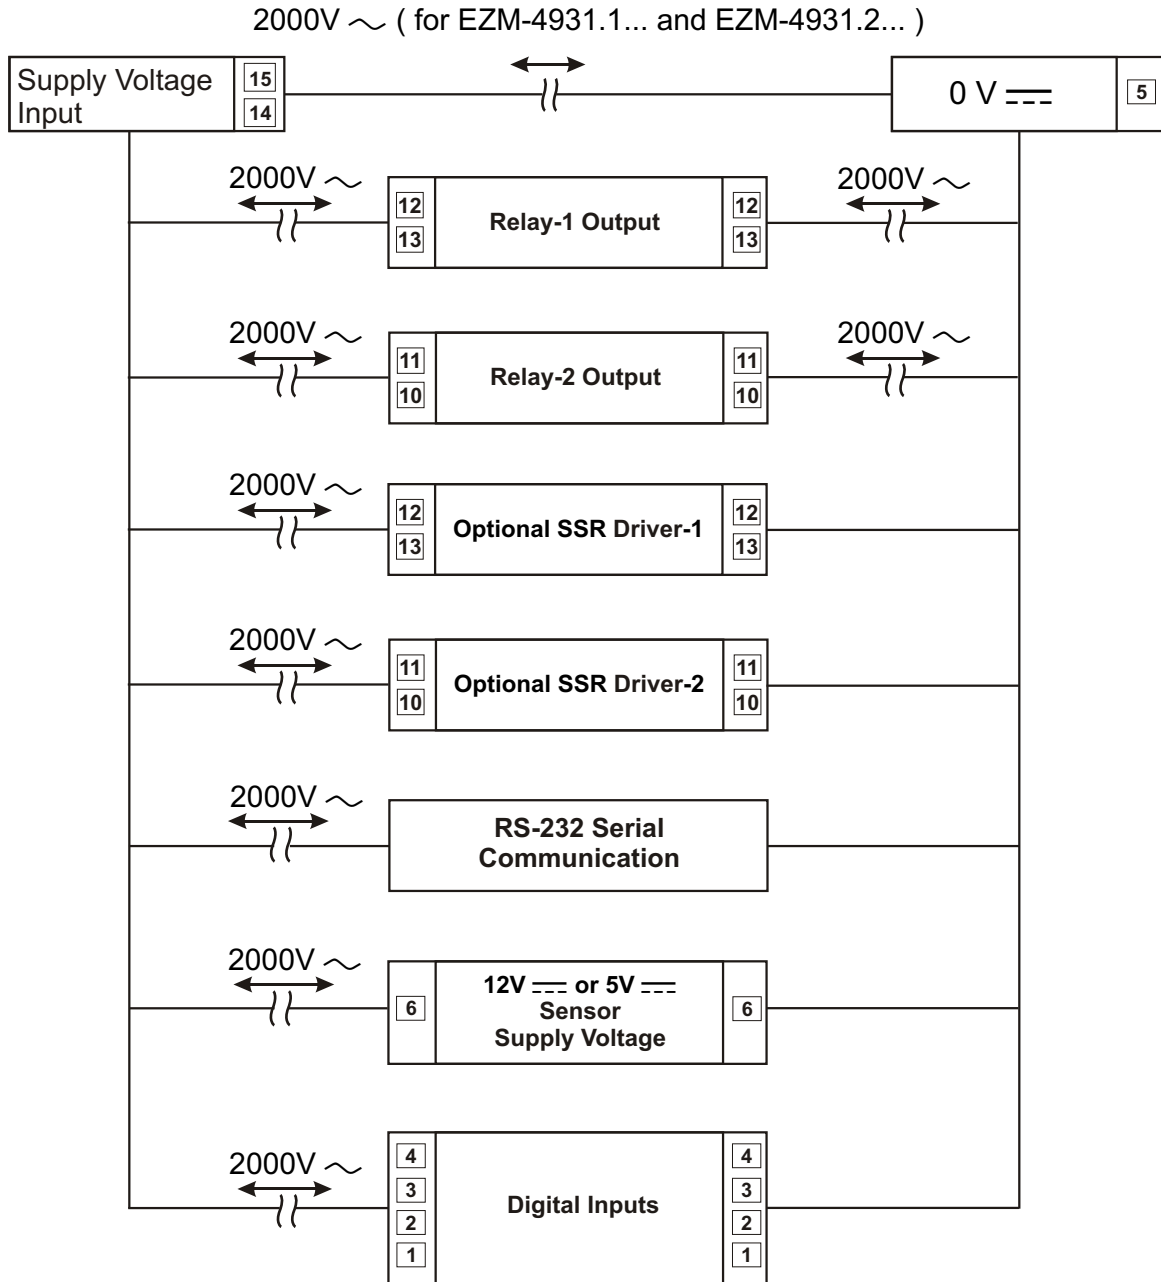 2000V ( for EZM-4931.1... and EZM-4931.2... )
Supply Voltage
Input
15
14
0 V
5
2000V
2000V
12
13
Relay-1 Output
12
13
2000V
2000V
11
10
Relay-2 Output
11
10
2000V
12
13
Optional SSR Driver-1
12
13
2000V
11
10
Optional SSR Driver-2
11
10
2000V
RS-232 Serial
Communication
2000V
6
12V or 5V
Sensor
Supply Voltage
6
2000V
4
3
2
1
Digital Inputs
4
3
2
1